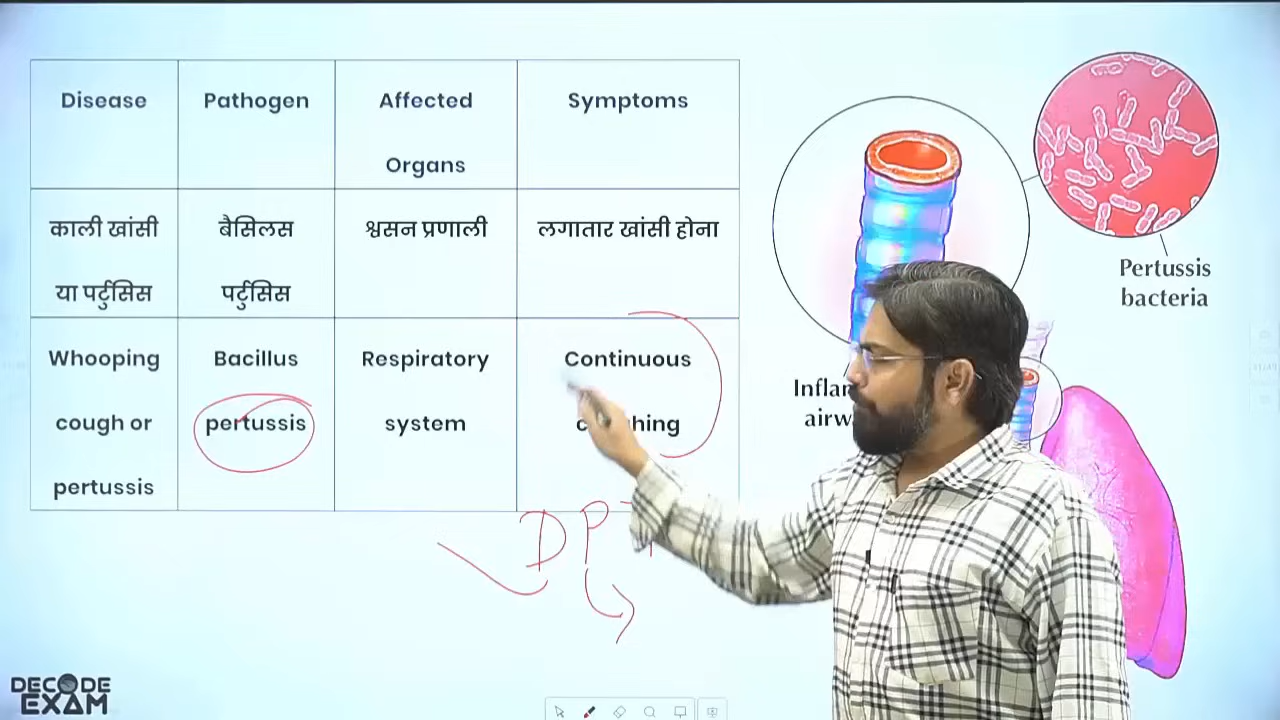 Disease Pathogen Affected Symptoms
Organs
काली खांसी बैसिलस श्वसन प्रणाली लगातार खांसी होना
या पर्टुसिस पर्टुसिस
Whooping Bacillus Respiratory Continuous
cough or pertussis system
pertussis
Pertussis
bacteria
DP
DECODE
EXAM